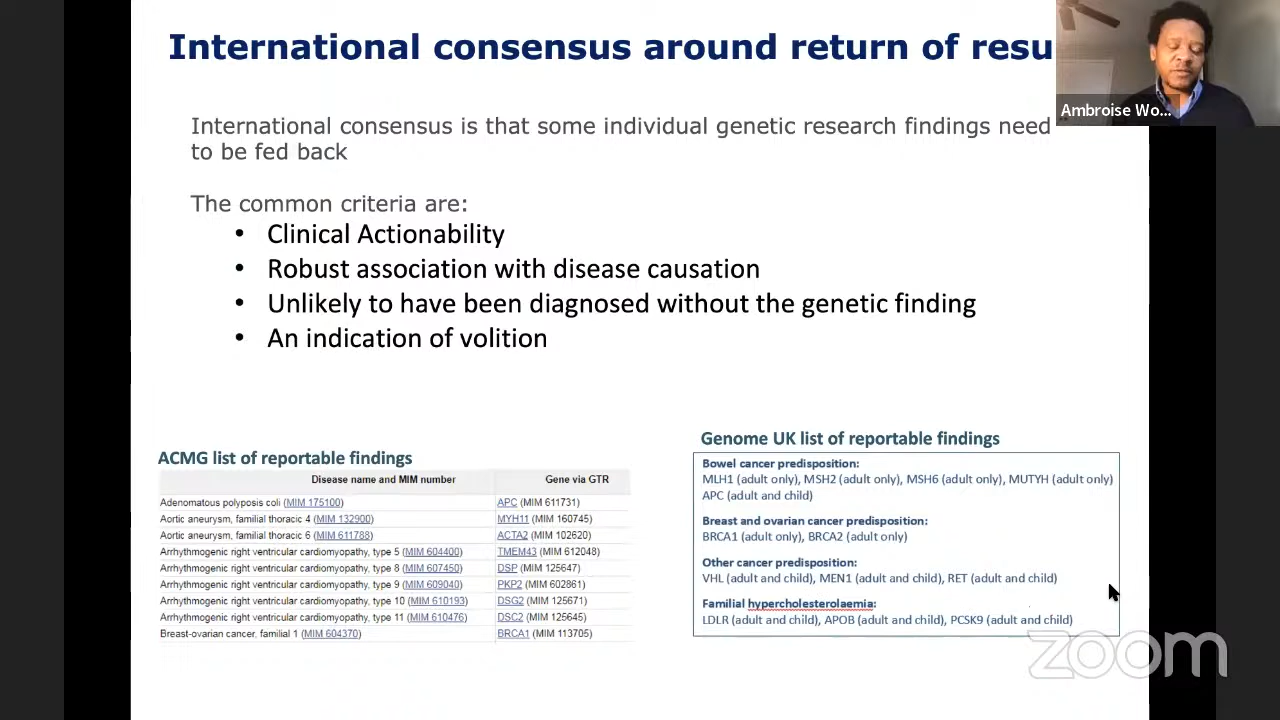 International consensus around return of resu
Ambroise Wo...
International consensus is that some individual genetic research findings need
to be fed back
The common criteria are:
• Clinical Actionability
• Robust association with disease causation
• Unlikely to have been diagnosed without the genetic finding
• An indication of volition
ACMG list of reportable findings
Disease name and MIM number Gene via GTR
Adenomatous polyposis coli (MIM 175100) APC (MIM 611731)
Aortic aneurysm, familial thoracic 4 (MIM 132900) MYH11 (MIM 160745)
Aortic aneurysm, familial thoracic 6 (MIM 611788) ACTA2 (MIM 102620)
Arrhythmogenic right ventricular cardiomyopathy, type 5 (MIM 604400) TMEM43 (MIM 612048)
Arrhythmogenic right ventricular cardiomyopathy, type 8 (MIM 607450) DSP (MIM 125647)
Arrhythmogenic right ventricular cardiomyopathy, type 9 (MIM 609040) PKP2 (MIM 602861)
Arrhythmogenic right ventricular cardiomyopathy, type 10 (MIM 610193) DSG2 (MIM 125671)
Arrhythmogenic right ventricular cardiomyopathy, type 11 (MIM 610476) DSC2 (MIM 125645)
Breast-ovarian cancer, familial 1 (MIM 604370) BRCA1 (MIM 113705)
Genome UK list of reportable findings
Bowel cancer predisposition:
MLH1 (adult only), MSH2 (adult only), MSH6 (adult only), MUTYH (adult only)
APC (adult and child)
Breast and ovarian cancer predisposition:
BRCA1 (adult only), BRCA2 (adult only)
Other cancer predisposition:
VHL (adult and child), MEN1 (adult and child), RET (adult and child)
Familial hypercholesterolaemia:
LDLR (adult and child), APOB (adult and child), PCSK9 (adult and child)
zoom